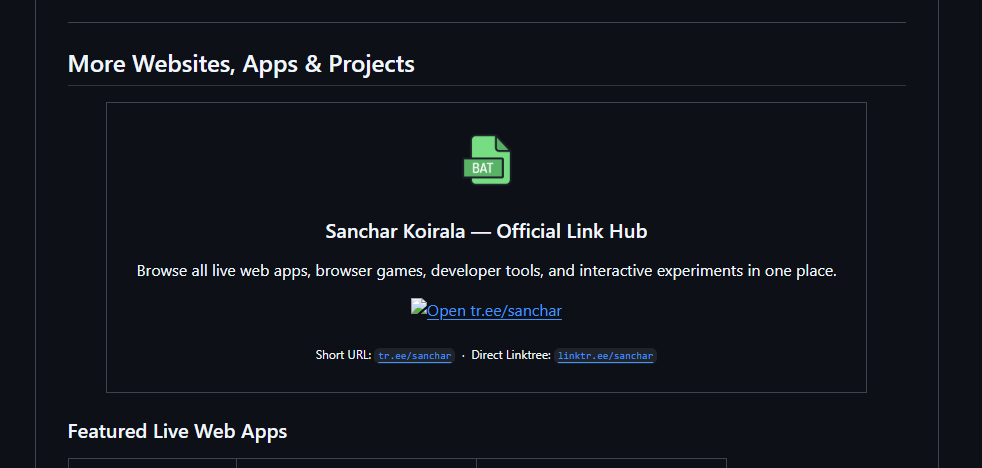 More Websites, Apps & Projects
BAT
Sanchar Koirala — Official Link Hub
Browse all live web apps, browser games, developer tools, and interactive experiments in one place.
Open tr.ee/sanchar
Short URL: tr.ee/sanchar · Direct Linktree: linktr.ee/sanchar
Featured Live Web Apps